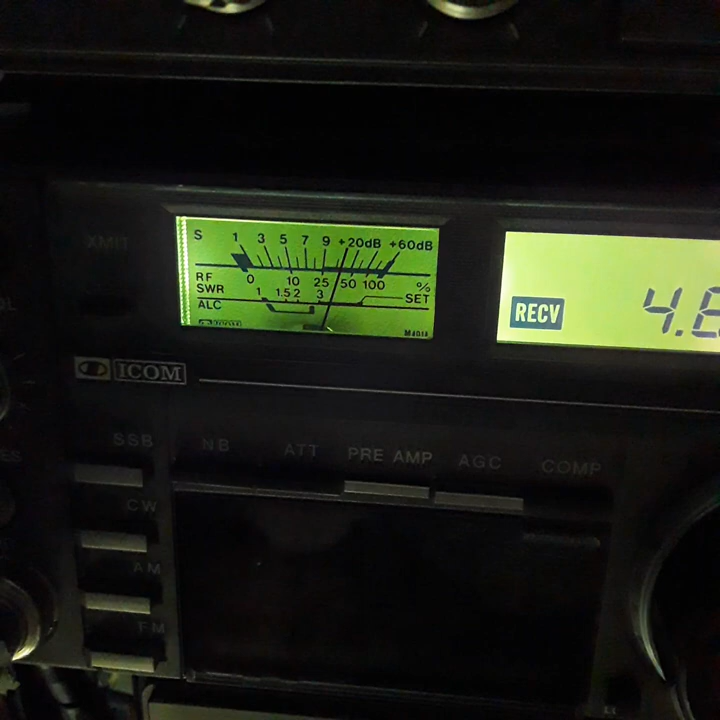 S 1 3 5 7 9 +20dB +60dB
RF 0 10 25 50 100 %
SWR 1 1.5 2 3 SET
ALC
RECV 4.
XMIT
ICOM
SSB NB ATT PRE AMP AGC COMP
CW
AM
FM